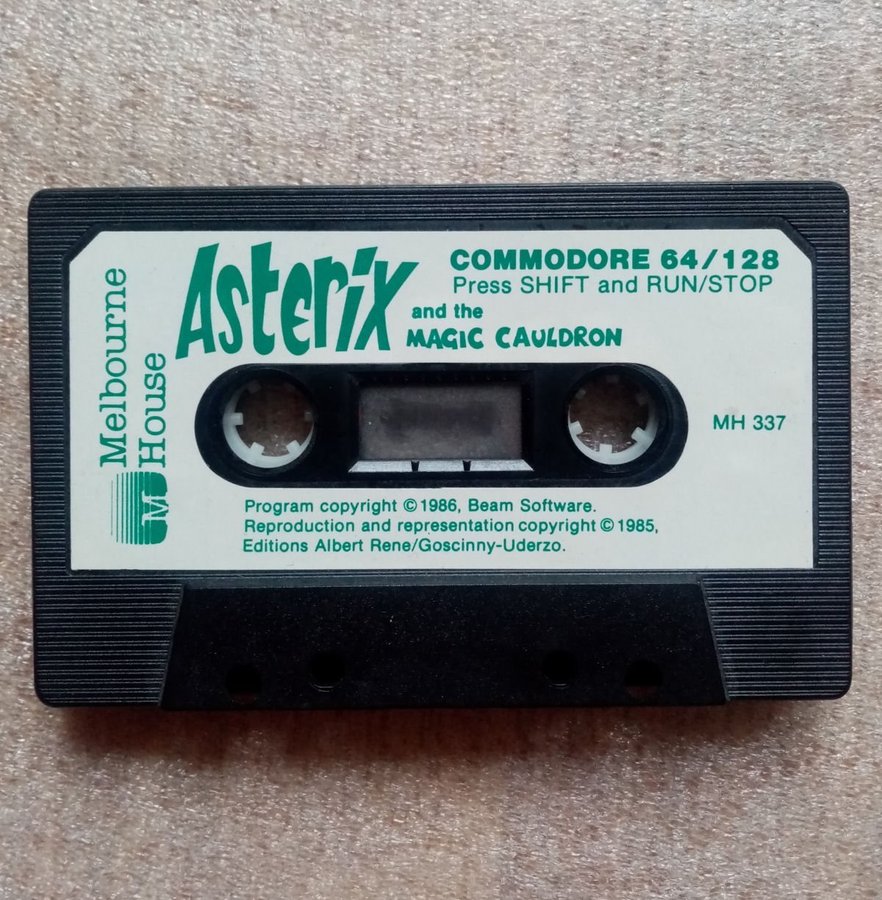 Melbourne
House
M
Asterix
and the
MAGIC CAULDRON
COMMODORE 64/128
Press SHIFT and RUN/STOP
MH 337
Program copyright © 1986, Beam Software.
Reproduction and representation copyright © 1985,
Editions Albert Rene/Goscinny-Uderzo.